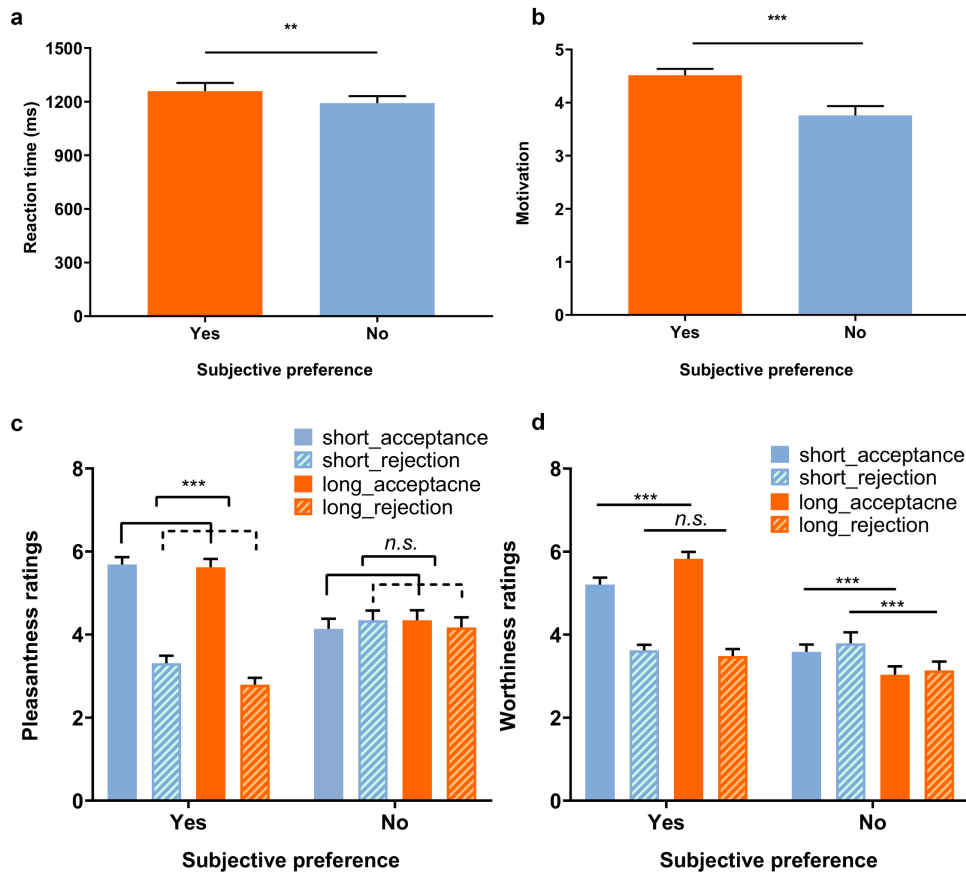 a
**
1500
1200
900
600
300
0
Reaction time (ms)
Yes
No
Subjective preference
b
***
5
4
3
2
1
0
Motivation
Yes
No
Subjective preference
c
short_acceptance
short_rejection
long_acceptacne
long_rejection
8
6
4
2
0
Pleasantness ratings
***
n.s.
Yes
No
Subjective preference
d
short_acceptance
short_rejection
long_acceptacne
long_rejection
8
6
4
2
0
Worthiness ratings
***
n.s.
***
***
Yes
No
Subjective preference